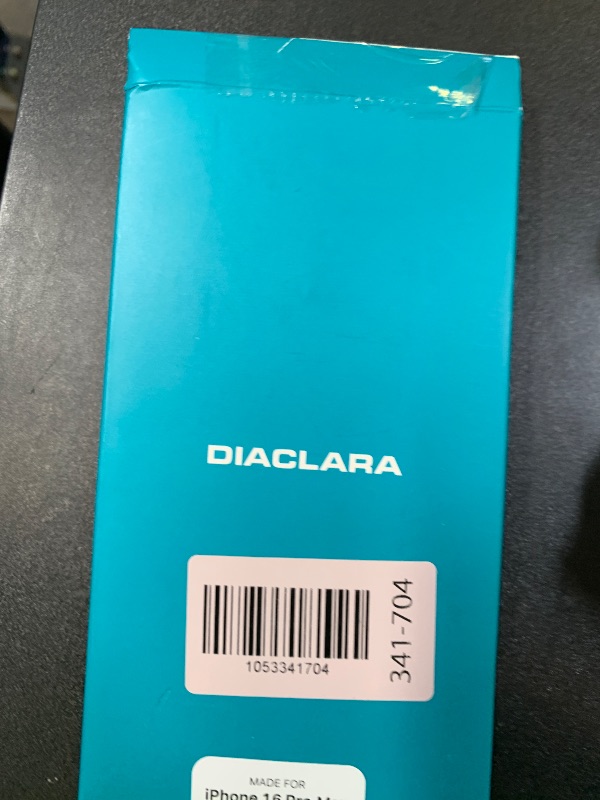 DIACLARA
341-704
1053341704
MADE FOR
iPhone 16 Pro